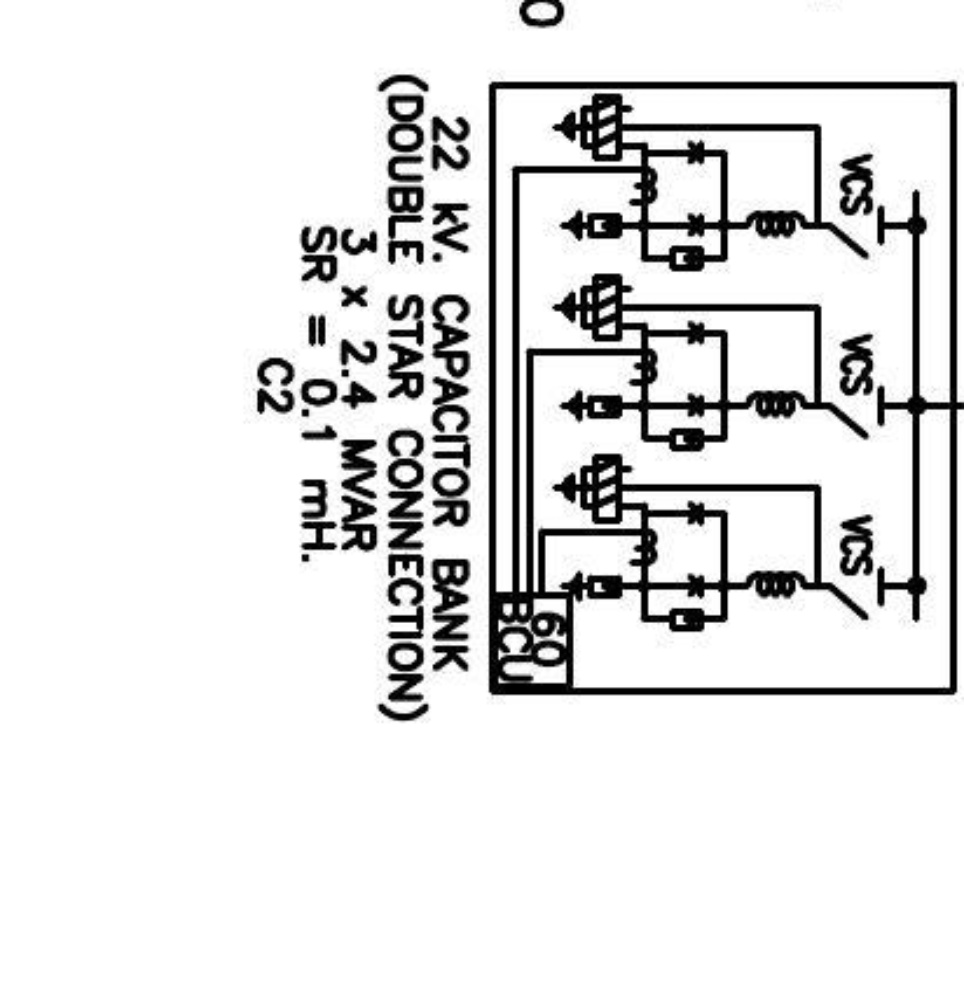 VCS
VCS
VCS
60
BCU
22 kV. CAPACITOR BANK
(DOUBLE STAR CONNECTION)
3 x 2.4 MVAR
SR = 0.1 mH.
C2